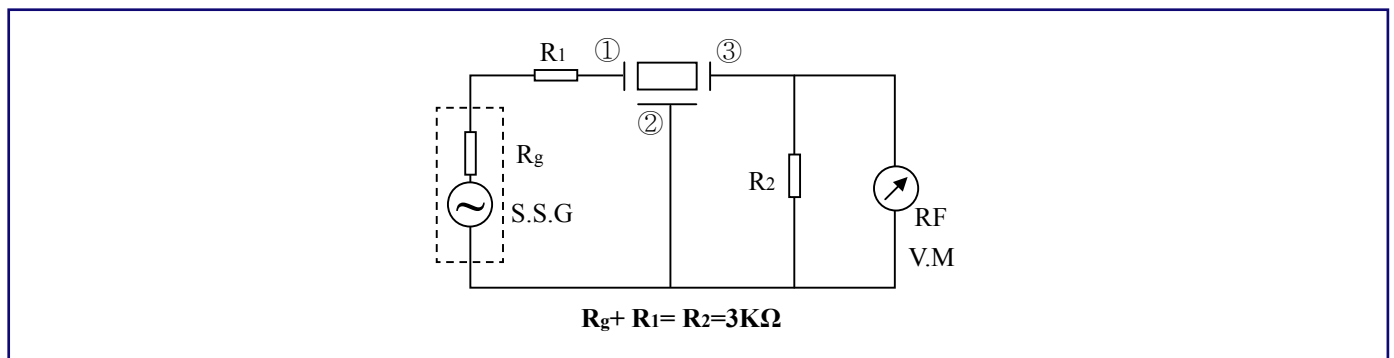 R1 ① ③
②
Rg
R2
S.S.G
RF
V.M
Rg+ R1= R2=3KΩ